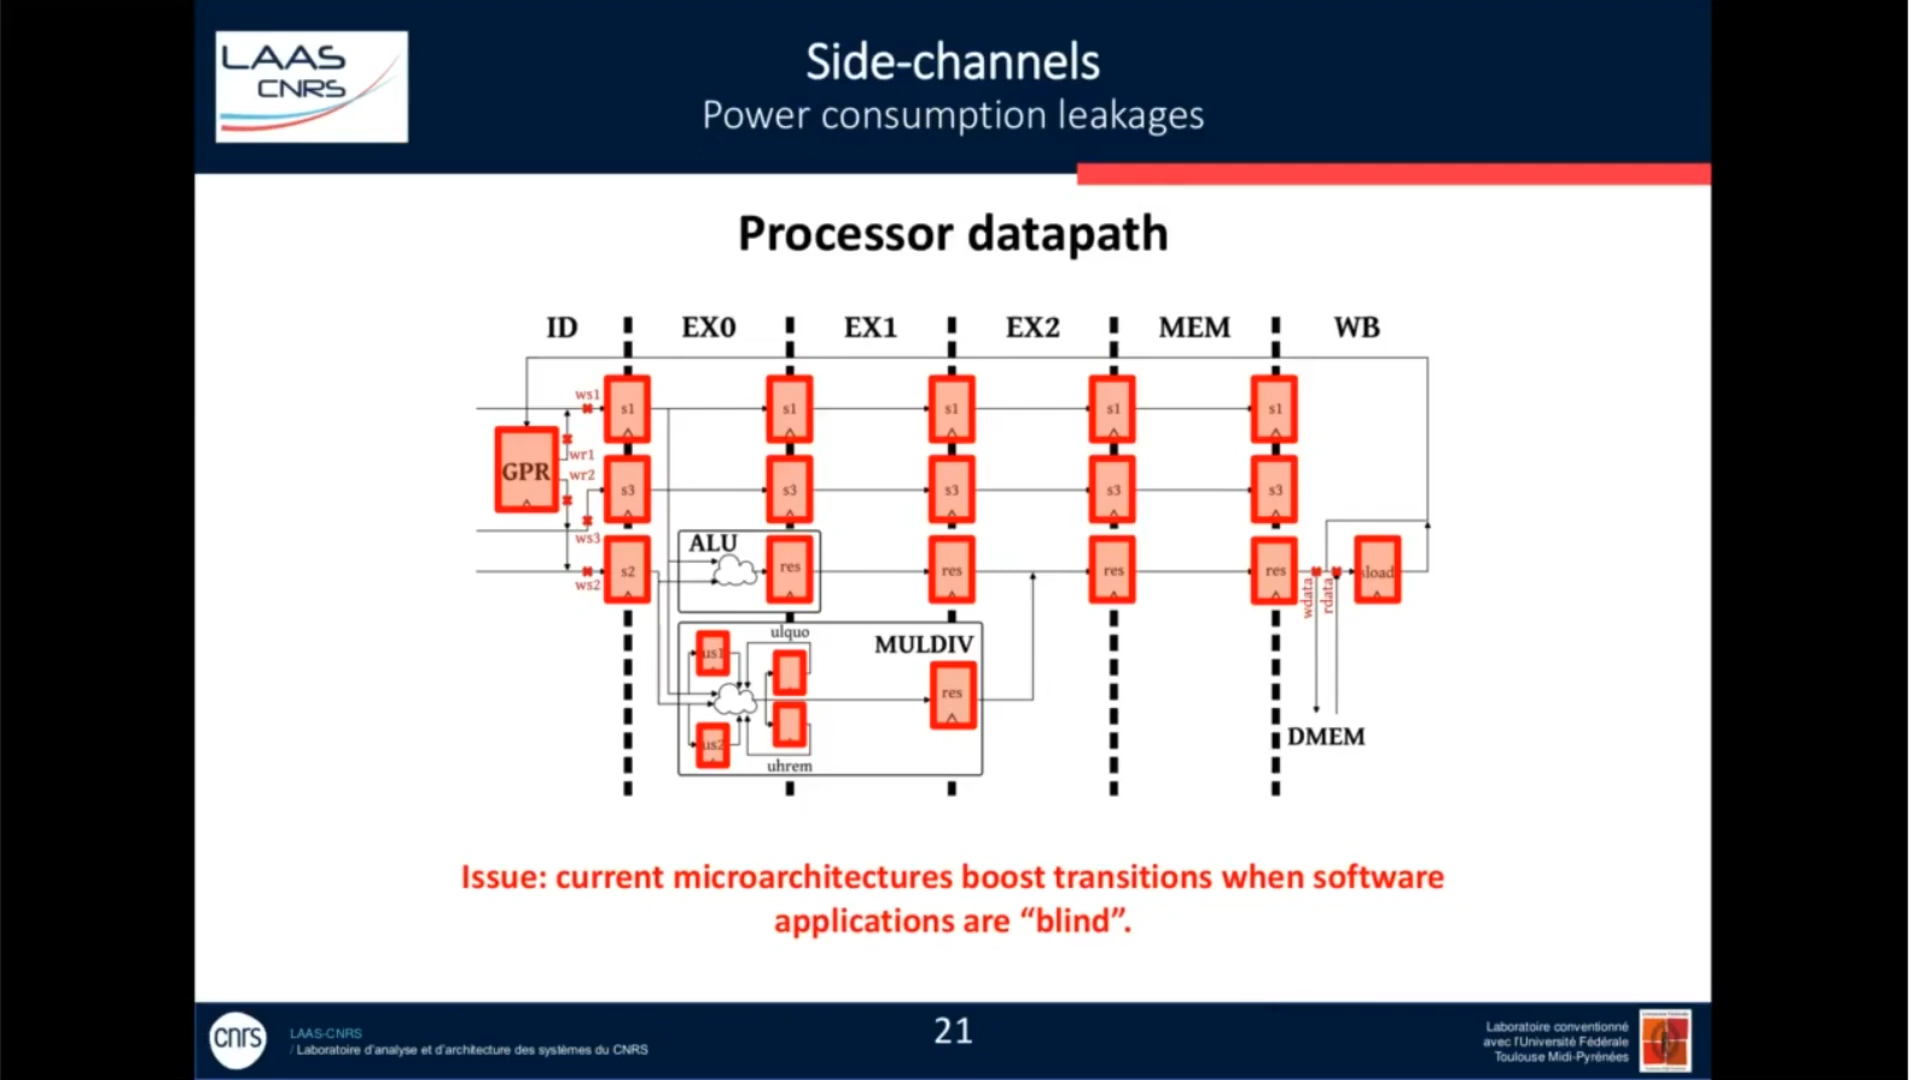 LAAS
CNRS
Side-channels
Power consumption leakages
Processor datapath
ID EX0 EX1 EX2 MEM WB
ws1 s1 s1 s1 s1 s1
wr1
GPR wr2
s3 s3 s3 s3 s3
ws3 ALU
s2 res res res res sload
ws2
wdata rdata
ulquo
MULDIV
us1
res
us2
DMEM
uhrem
Issue: current microarchitectures boost transitions when software
applications are “blind”.
cnrs
LAAS-CNRS
/ Laboratoire d'analyse et d'architecture des systèmes du CNRS
21
Laboratoire conventionné
avec l'Université Fédérale
Toulouse Midi-Pyrénées